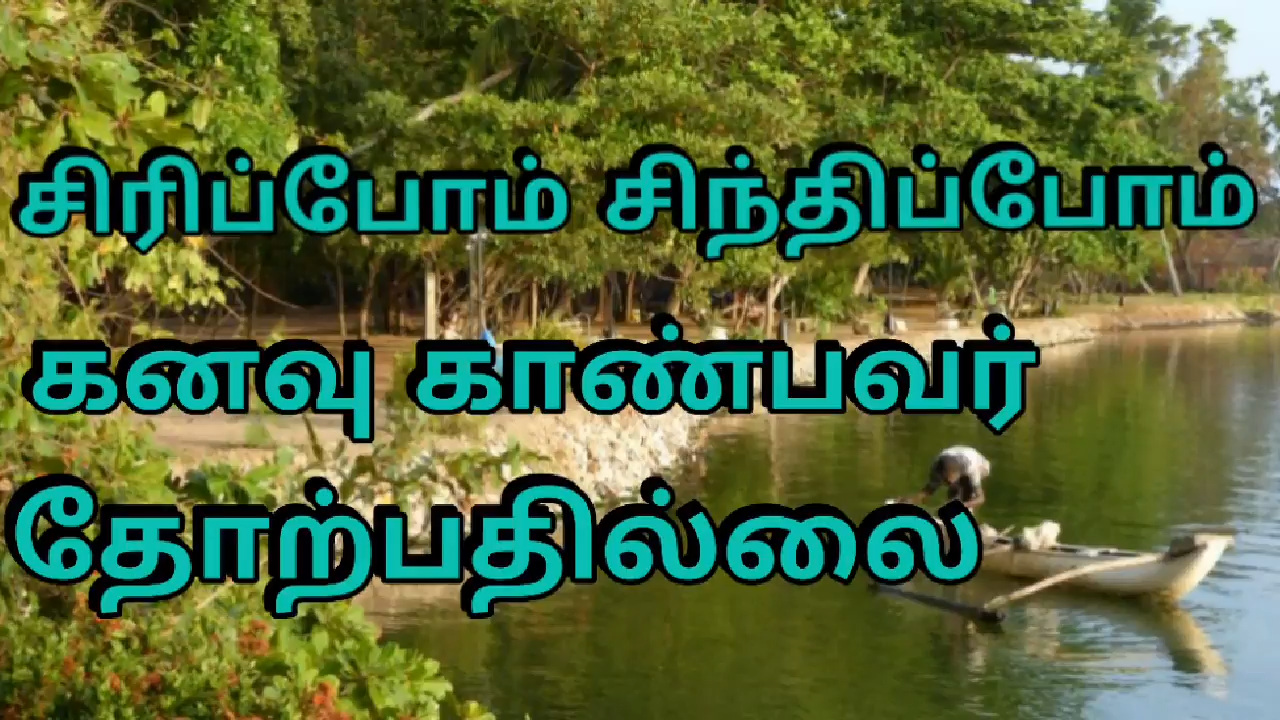 சிரிப்போம் சிந்திப்போம்
கனவு காண்பவர்
தோற்பதில்லை